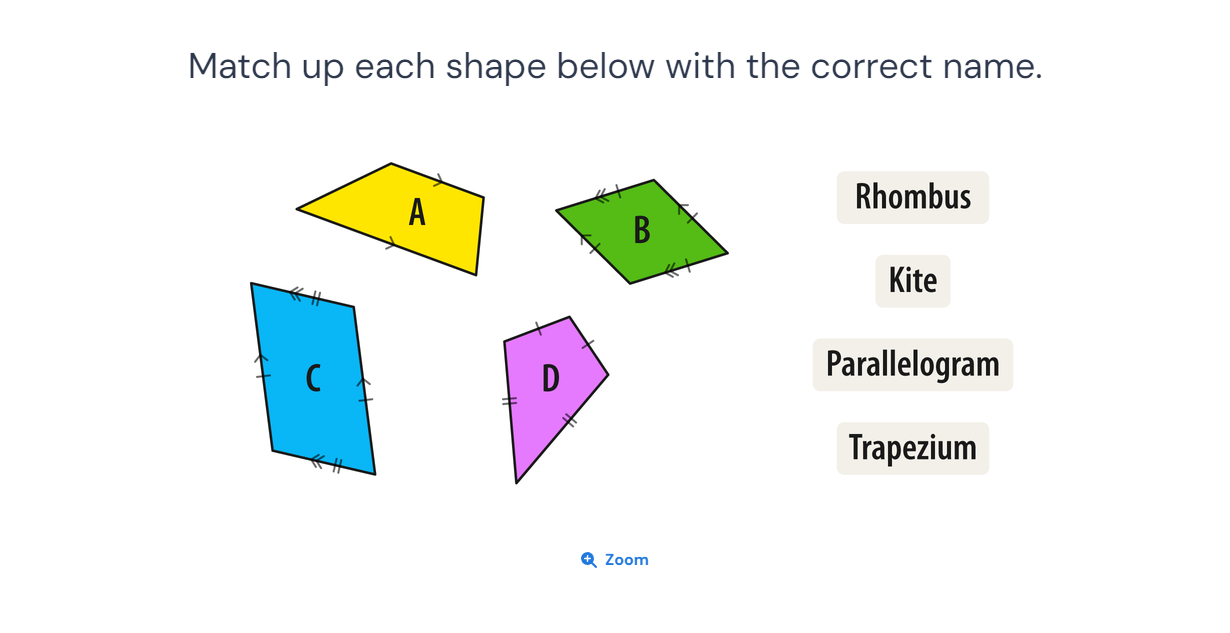 Match up each shape below with the correct name.
A
B
C
D
Rhombus
Kite
Parallelogram
Trapezium
Zoom